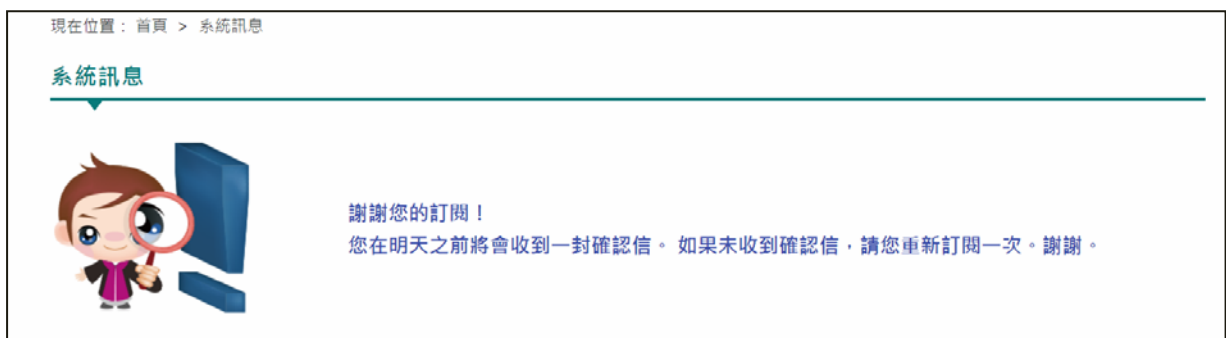 現在位置： 首頁 > 系統訊息
系統訊息
謝謝您的訂閱！
您在明天之前將會收到一封確認信。 如果未收到確認信，請您重新訂閱一次。謝謝。